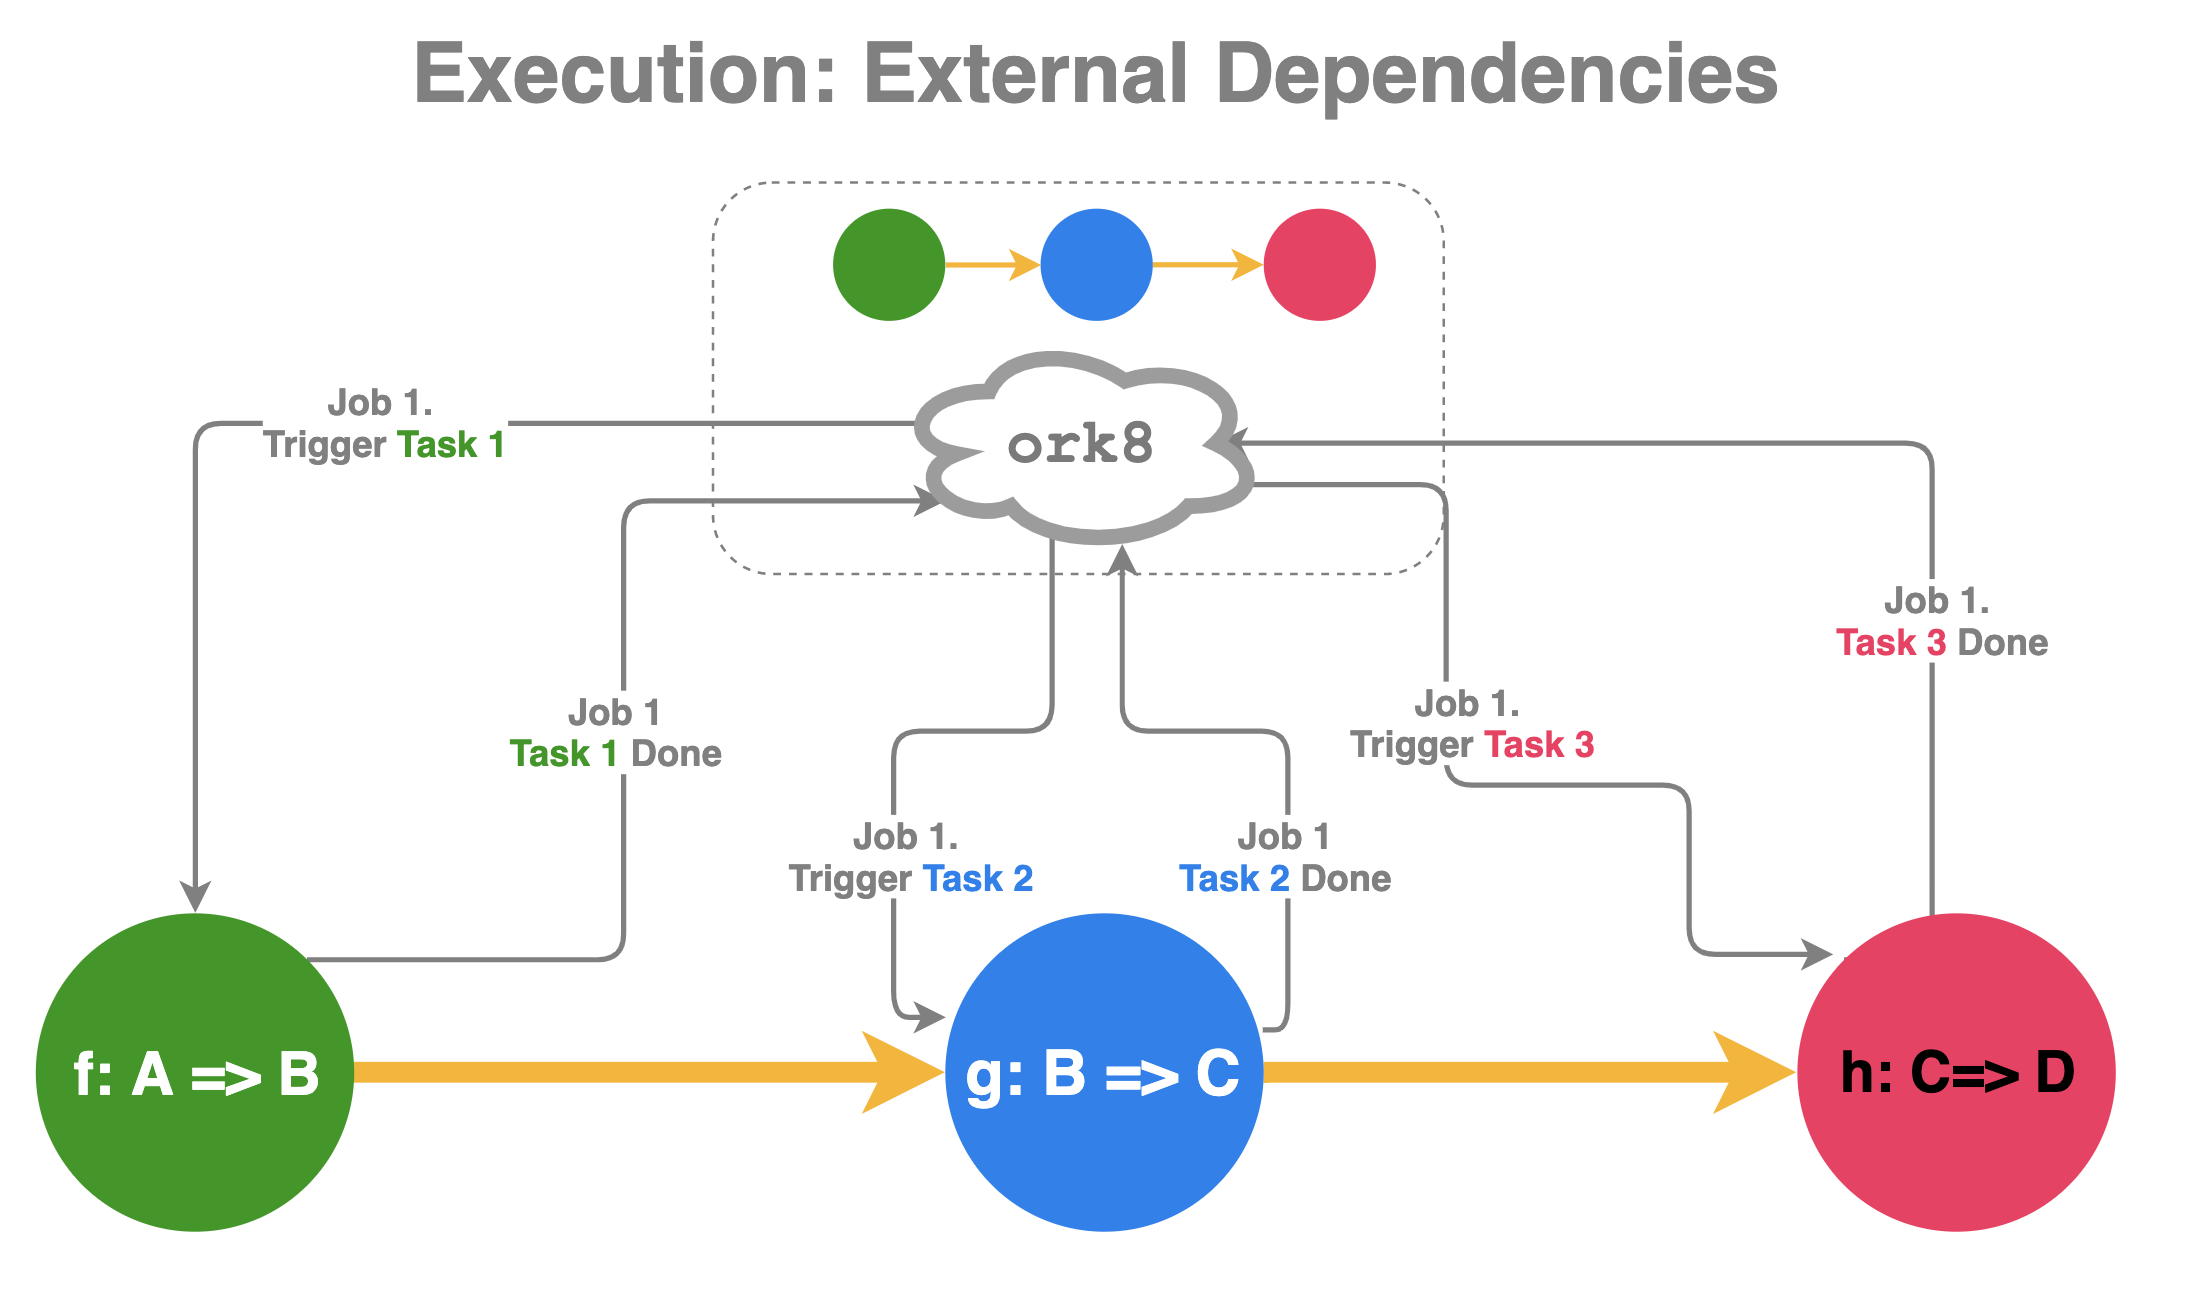 Execution: External Dependencies
ork8
Job 1.
Trigger Task 1
Job 1
Task 1 Done
Job 1.
Trigger Task 2
Job 1
Task 2 Done
Job 1.
Trigger Task 3
Job 1.
Task 3 Done
f: A => B
g: B => C
h: C=> D